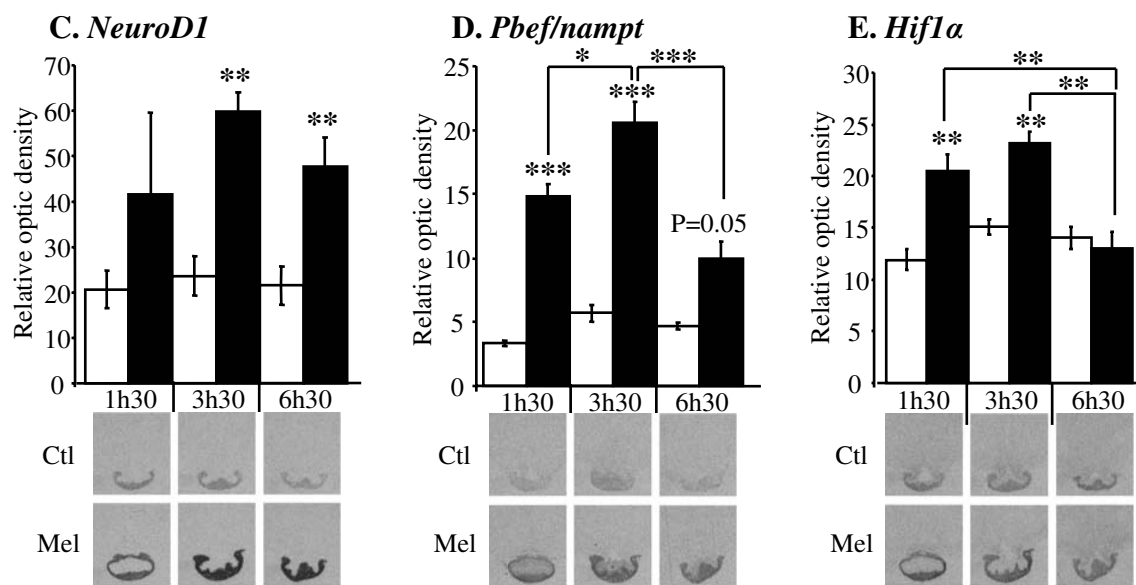 C. NeuroD1
Relative optic density
70
60
50
40
30
20
10
0
**
**
1h30 3h30 6h30
Ctl
Mel
D. Pbef/nampt
Relative optic density
25
20
15
10
5
0
* ***
***
***
P=0.05
1h30 3h30 6h30
Ctl
Mel
E. Hif1α
Relative optic density
30
25
20
15
10
5
0
**
**
**
**
1h30 3h30 6h30
Ctl
Mel